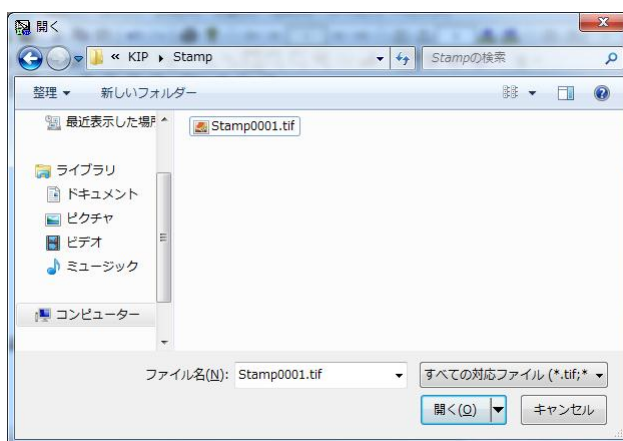 開く
« KIP ▸ Stamp
Stampの検索
整理 ▼ 新しいフォルダー
最近表示した場所
ライブラリ
ドキュメント
ピクチャ
ビデオ
ミュージック
コンピューター
Stamp0001.tif
ファイル名(N): Stamp0001.tif
すべての対応ファイル (*.tif;*
開く(O)
キャンセル